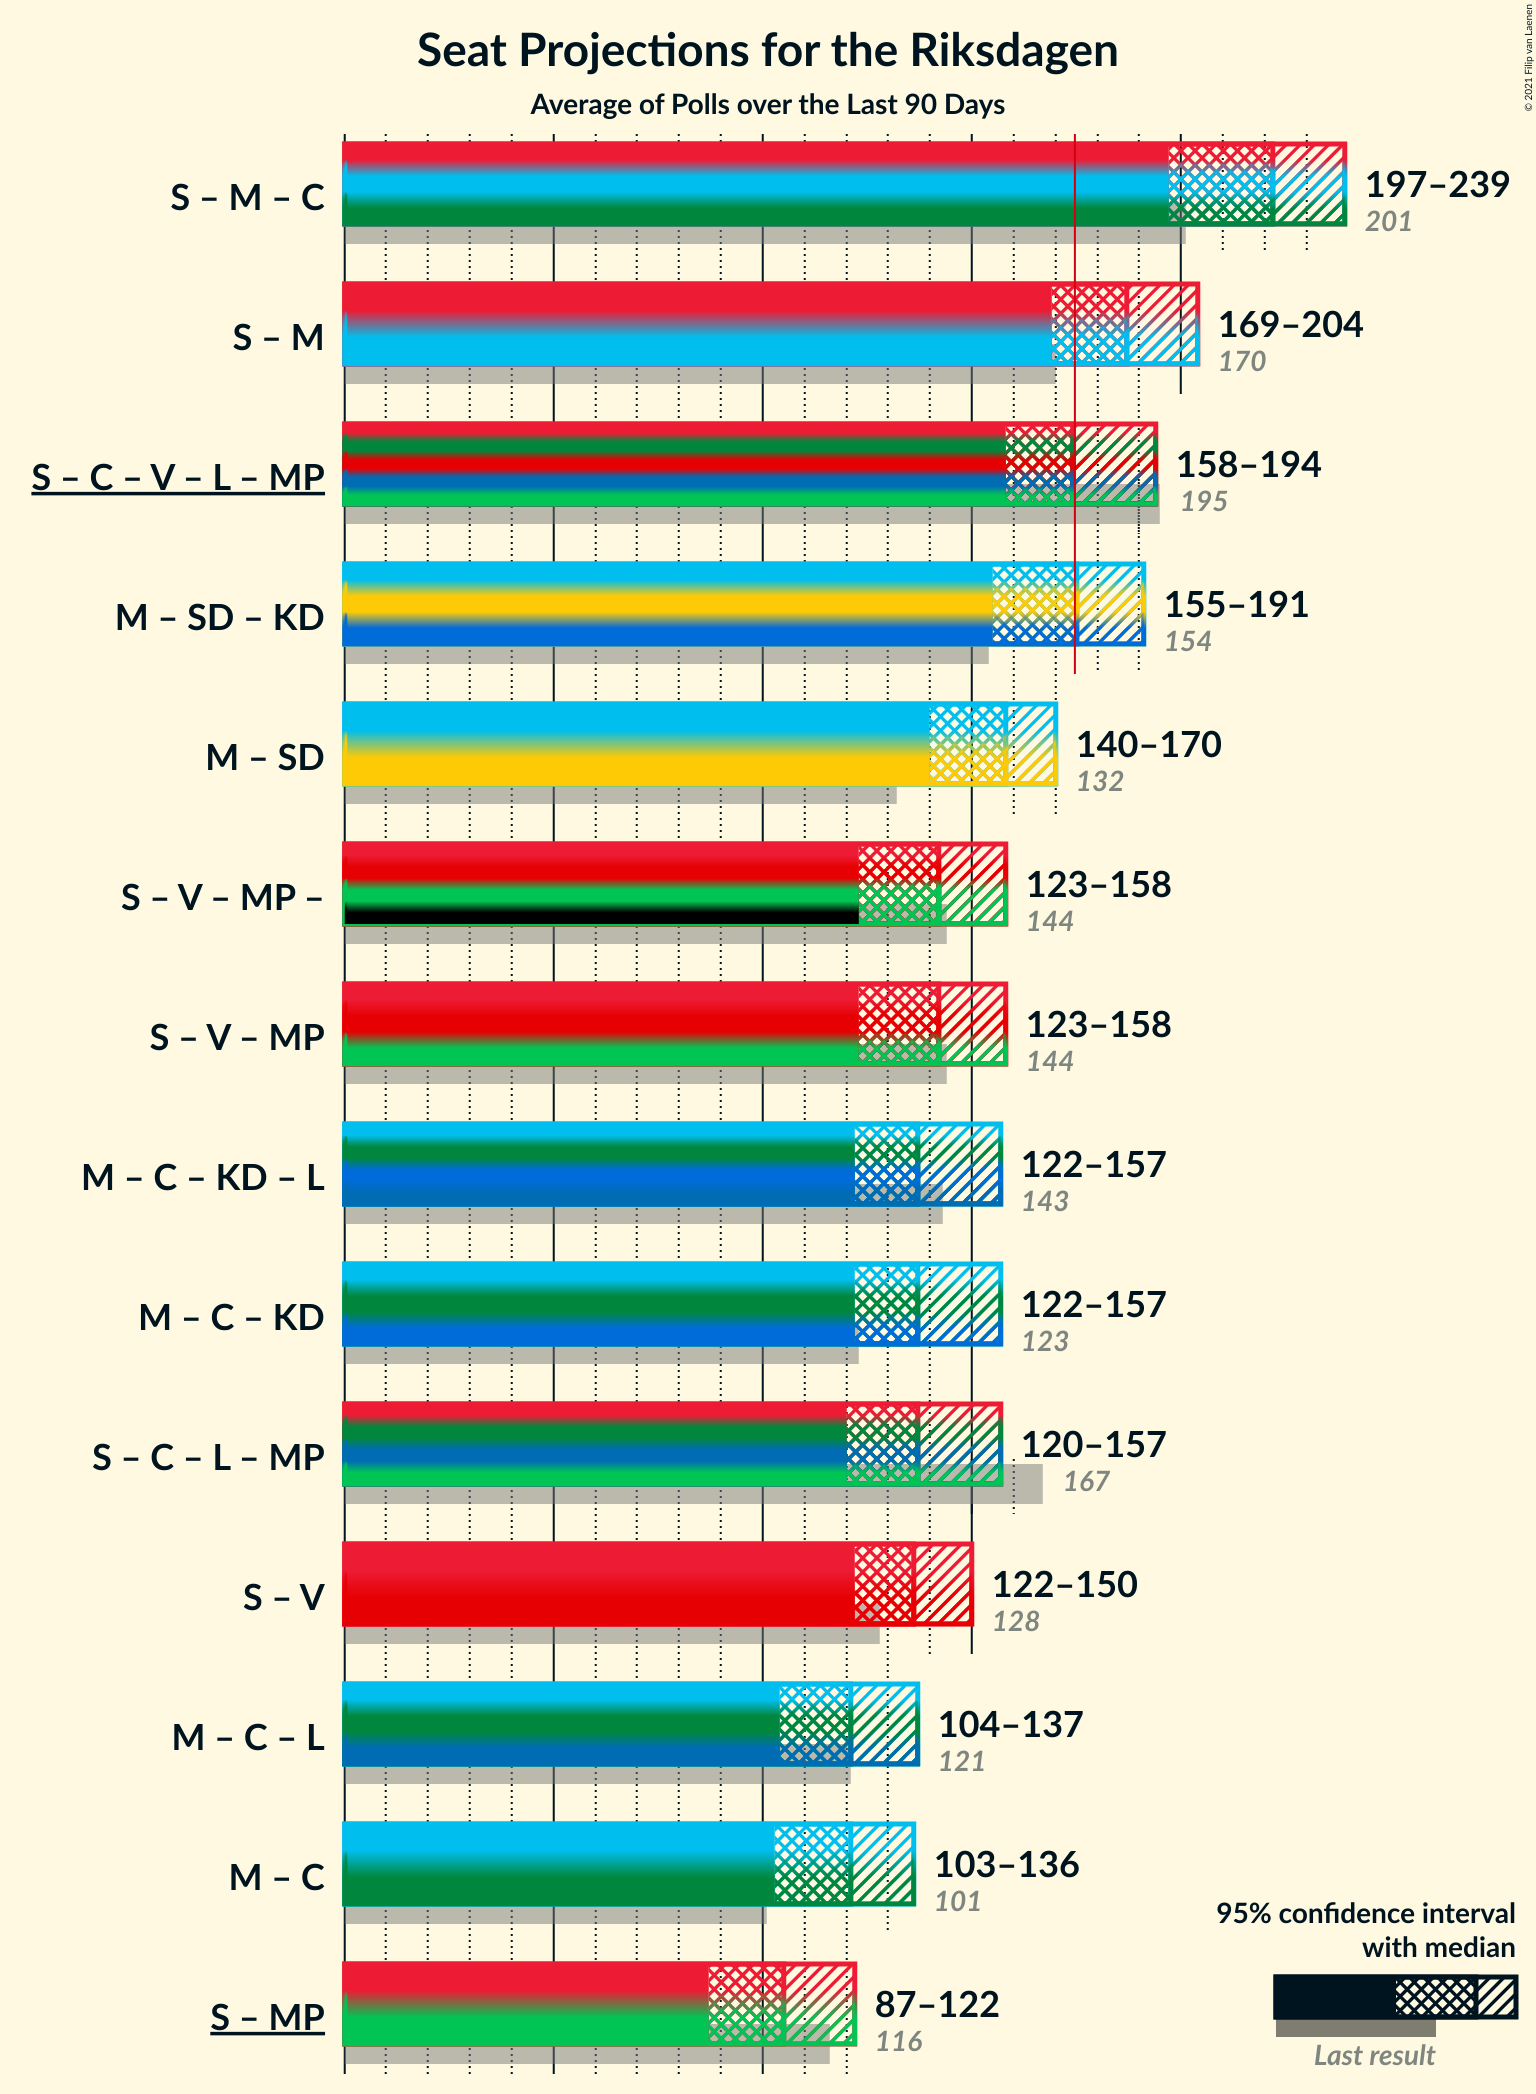 Seat Projections for the Riksdagen
Average of Polls over the Last 90 Days
© 2021 Filip van Laenen
S – M – C
197–239
201
S – M
169–204
170
S – C – V – L – MP
158–194
195
M – SD – KD
155–191
154
M – SD
140–170
132
S – V – MP –
123–158
144
S – V – MP
123–158
144
M – C – KD – L
122–157
143
M – C – KD
122–157
123
S – C – L – MP
120–157
167
S – V
122–150
128
M – C – L
104–137
121
M – C
103–136
101
S – MP
87–122
116
95% confidence interval
with median
Last result